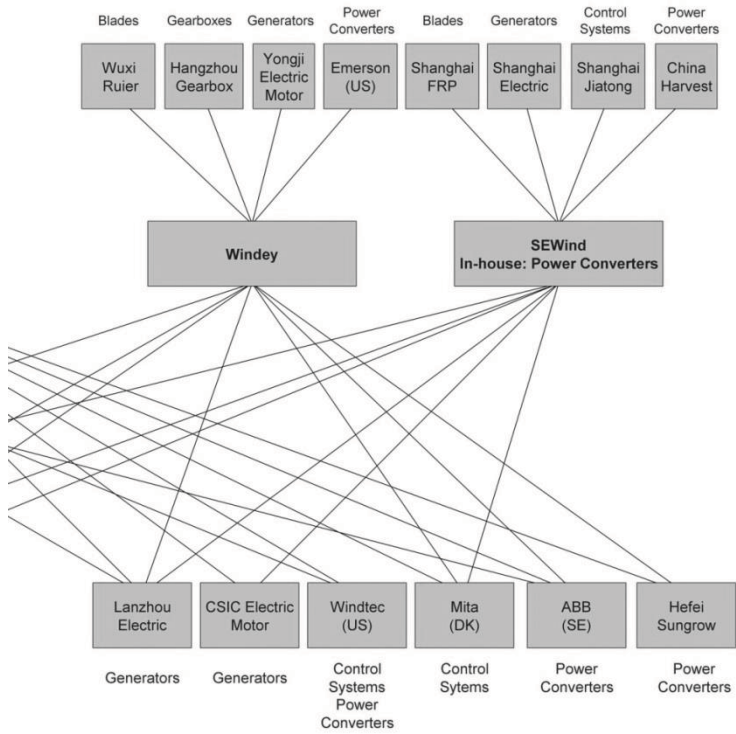 Blades
Gearboxes
Generators
Power
Converters
Blades
Generators
Control
Systems
Power
Converters
Wuxi
Ruier
Hangzhou
Gearbox
Yongji
Electric
Motor
Emerson
(US)
Shanghai
FRP
Shanghai
Electric
Shanghai
Jiatong
China
Harvest
Windey
SEWind
In-house: Power Converters
Lanzhou
Electric
CSIC Electric
Motor
Windtec
(US)
Mita
(DK)
ABB
(SE)
Hefei
Sungrow
Generators
Generators
Control
Systems
Power
Converters
Control
Sytems
Power
Converters
Power
Converters